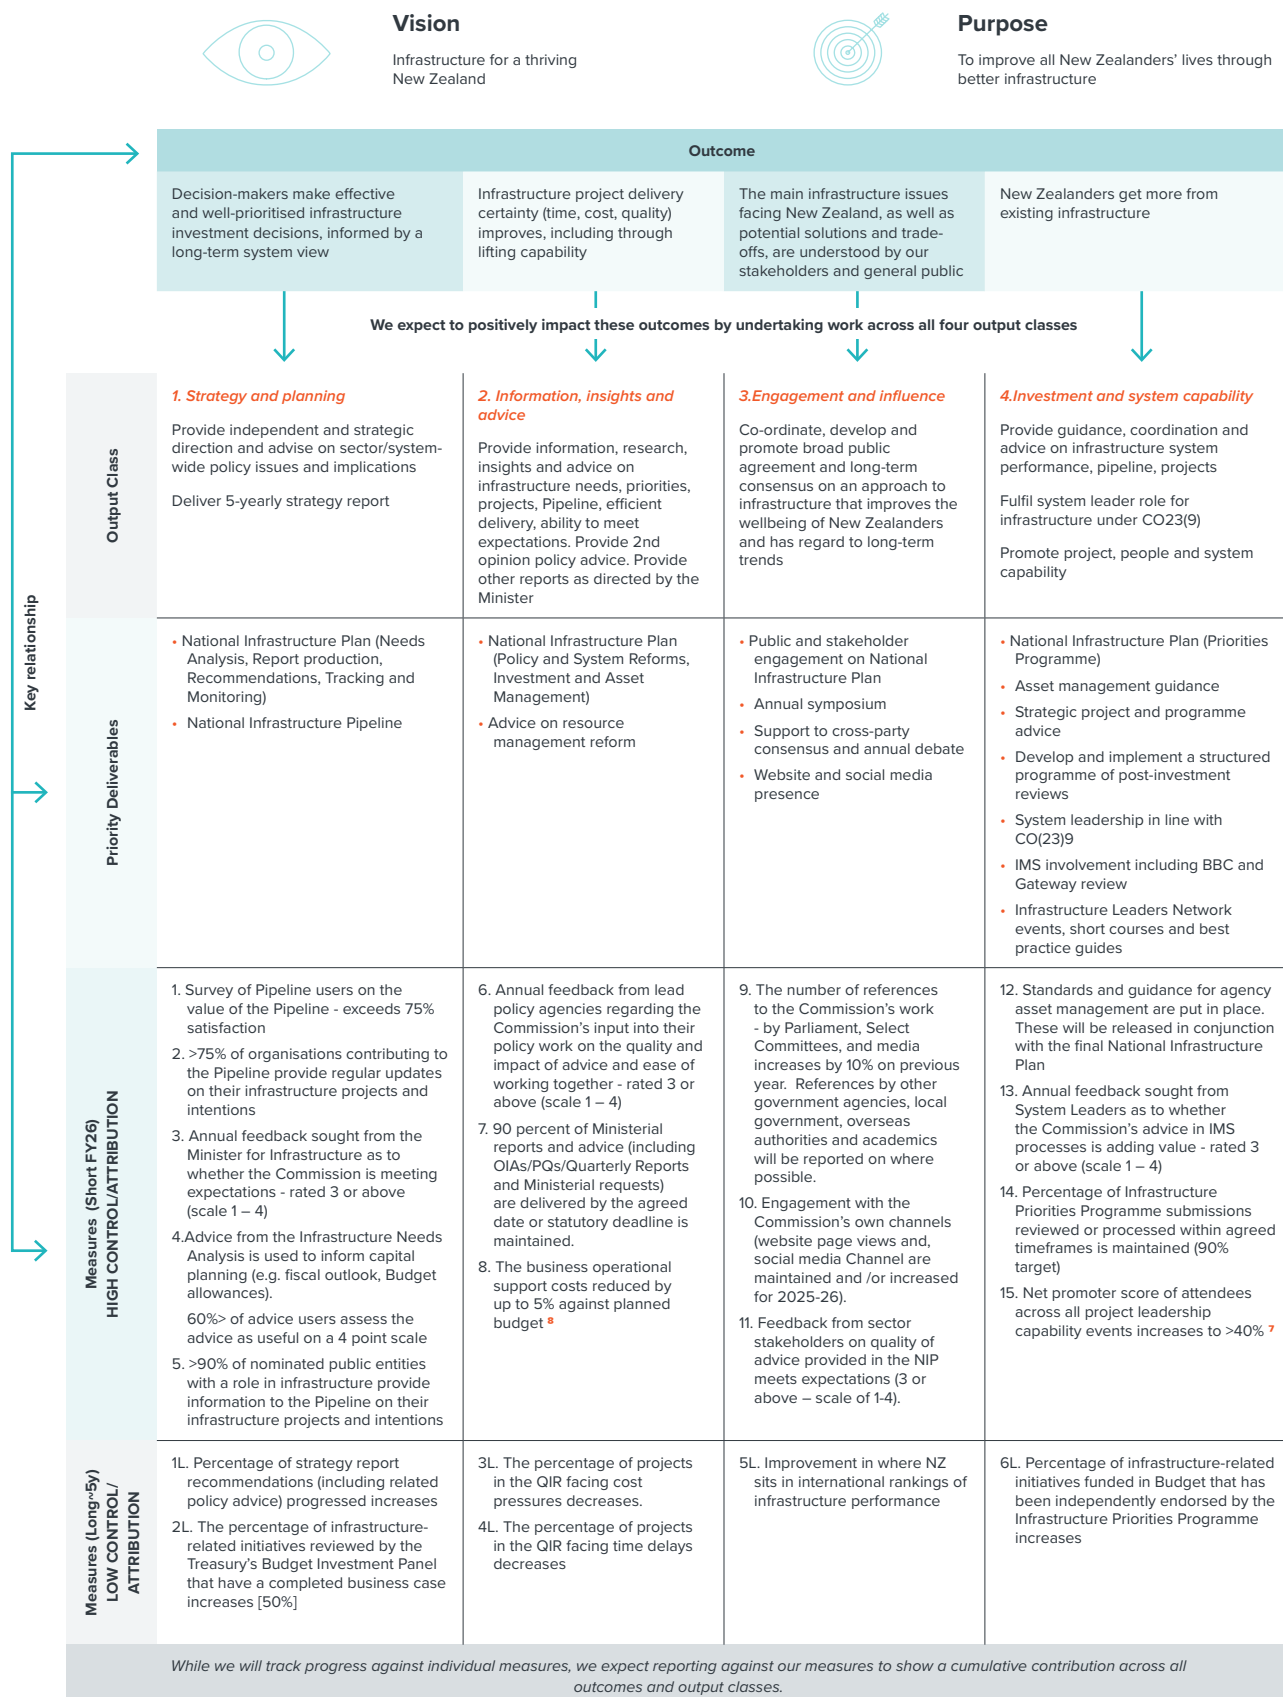 Vision
Infrastructure for a thriving
New Zealand
Purpose
To improve all New Zealanders' lives through
better infrastructure
Outcome
Decision-makers make effective
and well-prioritised infrastructure
investment decisions, informed by a
long-term system view
Infrastructure project delivery
certainty (time, cost, quality)
improves, including through
lifting capability
The main infrastructure issues
facing New Zealand, as well as
potential solutions and trade-
offs, are understood by our
stakeholders and general public
New Zealanders get more from
existing infrastructure
We expect to positively impact these outcomes by undertaking work across all four output classes
Key relationship
Output Class
1. Strategy and planning
Provide independent and strategic
direction and advise on sector/system-
wide policy issues and implications
Deliver 5-yearly strategy report
2. Information, insights and
advice
Provide information, research,
insights and advice on
infrastructure needs, priorities,
projects, Pipeline, efficient
delivery, ability to meet
expectations. Provide 2nd
opinion policy advice. Provide
other reports as directed by the
Minister
3.Engagement and influence
Co-ordinate, develop and
promote broad public
agreement and long-term
consensus on an approach to
infrastructure that improves the
wellbeing of New Zealanders
and has regard to long-term
trends
4.Investment and system capability
Provide guidance, coordination and
advice on infrastructure system
performance, pipeline, projects
Fulfil system leader role for
infrastructure under CO23(9)
Promote project, people and system
capability
Priority Deliverables
• National Infrastructure Plan (Needs
Analysis, Report production,
Recommendations, Tracking and
Monitoring)
• National Infrastructure Pipeline
• National Infrastructure Plan
(Policy and System Reforms,
Investment and Asset
Management)
• Advice on resource
management reform
• Public and stakeholder
engagement on National
Infrastructure Plan
• Annual symposium
• Support to cross-party
consensus and annual debate
• Website and social media
presence
• National Infrastructure Plan (Priorities
Programme)
• Asset management guidance
• Strategic project and programme
advice
• Develop and implement a structured
programme of post-investment
reviews
• System leadership in line with
CO(23)9
• IMS involvement including BBC and
Gateway review
• Infrastructure Leaders Network
events, short courses and best
practice guides
Measures (Short FY26)
HIGH CONTROL/ATTRIBUTION
1. Survey of Pipeline users on the
value of the Pipeline - exceeds 75%
satisfaction
2. >75% of organisations contributing to
the Pipeline provide regular updates
on their infrastructure projects and
intentions
3. Annual feedback sought from the
Minister for Infrastructure as to
whether the Commission is meeting
expectations - rated 3 or above
(scale 1 – 4)
4.Advice from the Infrastructure Needs
Analysis is used to inform capital
planning (e.g. fiscal outlook, Budget
allowances).
60%> of advice users assess the
advice as useful on a 4 point scale
5. >90% of nominated public entities
with a role in infrastructure provide
information to the Pipeline on their
infrastructure projects and intentions
6. Annual feedback from lead
policy agencies regarding the
Commission's input into their
policy work on the quality and
impact of advice and ease of
working together - rated 3 or
above (scale 1 – 4)
7. 90 percent of Ministerial
reports and advice (including
OIAs/PQs/Quarterly Reports
and Ministerial requests)
are delivered by the agreed
date or statutory deadline is
maintained.
8. The business operational
support costs reduced by
up to 5% against planned
budget 8
9. The number of references
to the Commission's work
- by Parliament, Select
Committees, and media
increases by 10% on previous
year. References by other
government agencies, local
government, overseas
authorities and academics
will be reported on where
possible.
10. Engagement with the
Commission's own channels
(website page views and,
social media Channel are
maintained and /or increased
for 2025-26).
11. Feedback from sector
stakeholders on quality of
advice provided in the NIP
meets expectations (3 or
above – scale of 1-4).
12. Standards and guidance for agency
asset management are put in place.
These will be released in conjunction
with the final National Infrastructure
Plan
13. Annual feedback sought from
System Leaders as to whether
the Commission's advice in IMS
processes is adding value - rated 3
or above (scale 1 – 4)
14. Percentage of Infrastructure
Priorities Programme submissions
reviewed or processed within agreed
timeframes is maintained (90%
target)
15. Net promoter score of attendees
across all project leadership
capability events increases to >40% 7
Measures (Long~5y)
LOW CONTROL/
ATTRIBUTION
1L. Percentage of strategy report
recommendations (including related
policy advice) progressed increases
2L. The percentage of infrastructure-
related initiatives reviewed by the
Treasury's Budget Investment Panel
that have a completed business case
increases [50%]
3L. The percentage of projects
in the QIR facing cost
pressures decreases.
4L. The percentage of projects
in the QIR facing time delays
decreases
5L. Improvement in where NZ
sits in international rankings of
infrastructure performance
6L. Percentage of infrastructure-related
initiatives funded in Budget that has
been independently endorsed by the
Infrastructure Priorities Programme
increases
While we will track progress against individual measures, we expect reporting against our measures to show a cumulative contribution across all
outcomes and output classes.